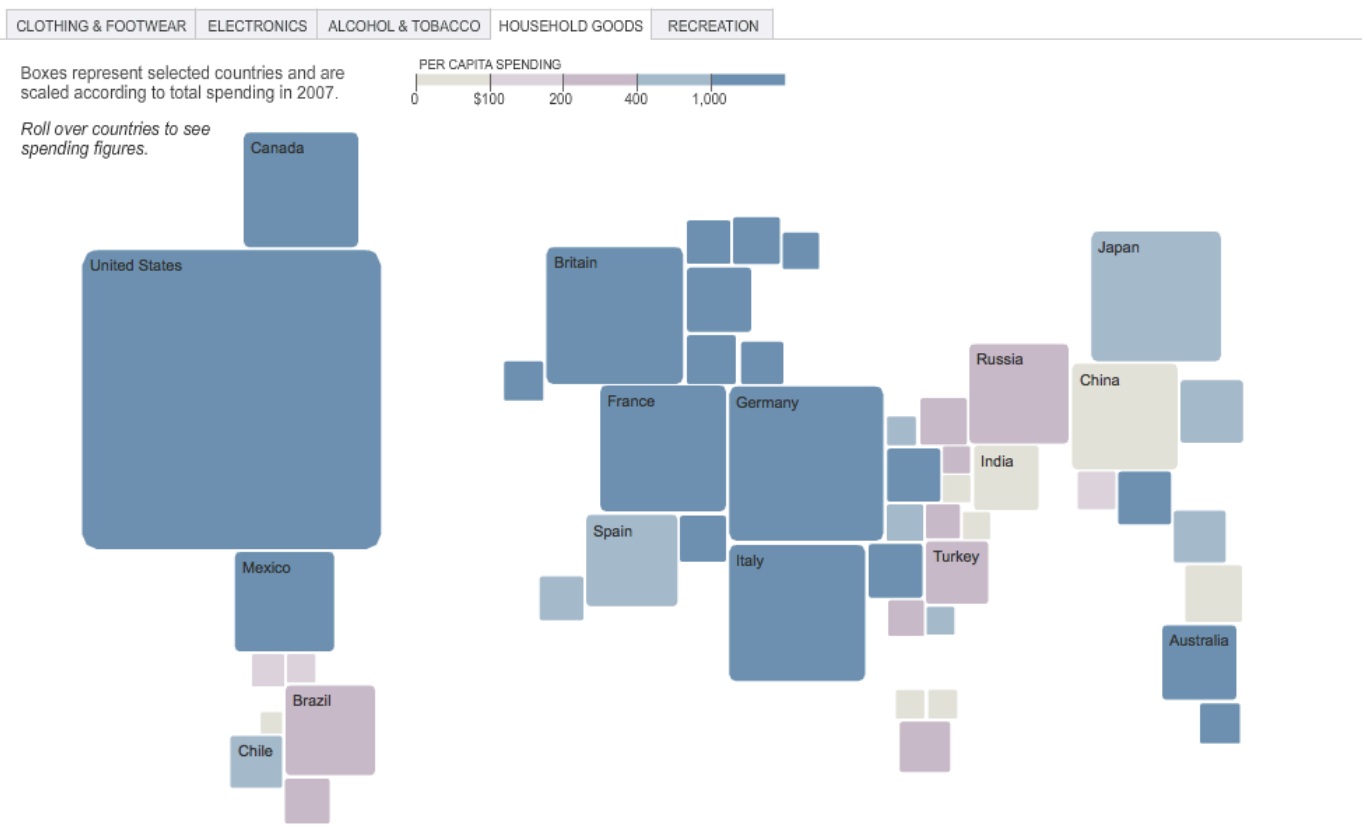 CLOTHING & FOOTWEAR
ELECTRONICS
ALCOHOL & TOBACCO
HOUSEHOLD GOODS
RECREATION
Boxes represent selected countries and are
scaled according to total spending in 2007.
Roll over countries to see
spending figures.
PER CAPITA SPENDING
0 $100 200 400 1,000
Canada
United States
Mexico
Brazil
Chile
Britain
France
Germany
Spain
Italy
Russia
India
Turkey
Japan
China
Australia